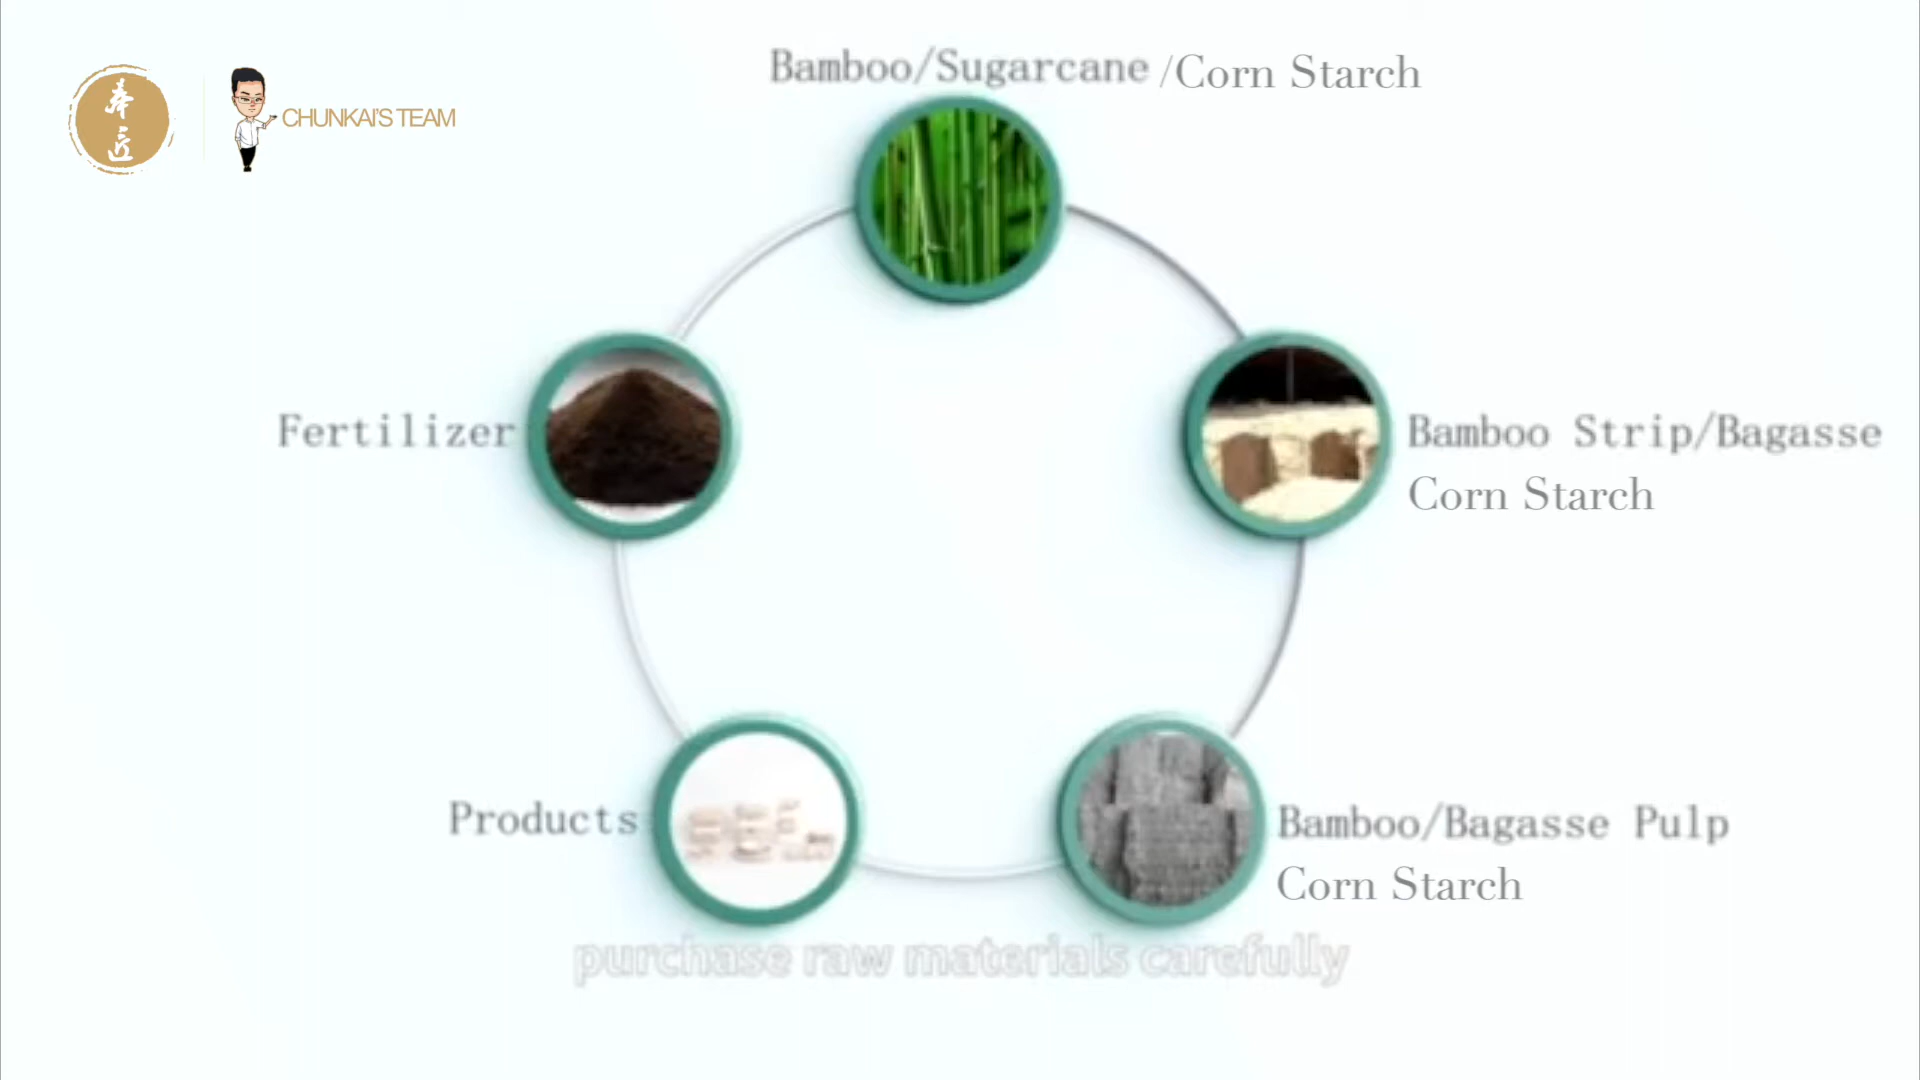 Bamboo/Sugarcane /Corn Starch
CHUNKAI'S TEAM
Fertilizer
Bamboo Strip/Bagasse
Corn Starch
Products
Bamboo/Bagasse Pulp
Corn Starch
purchase raw materials carefully